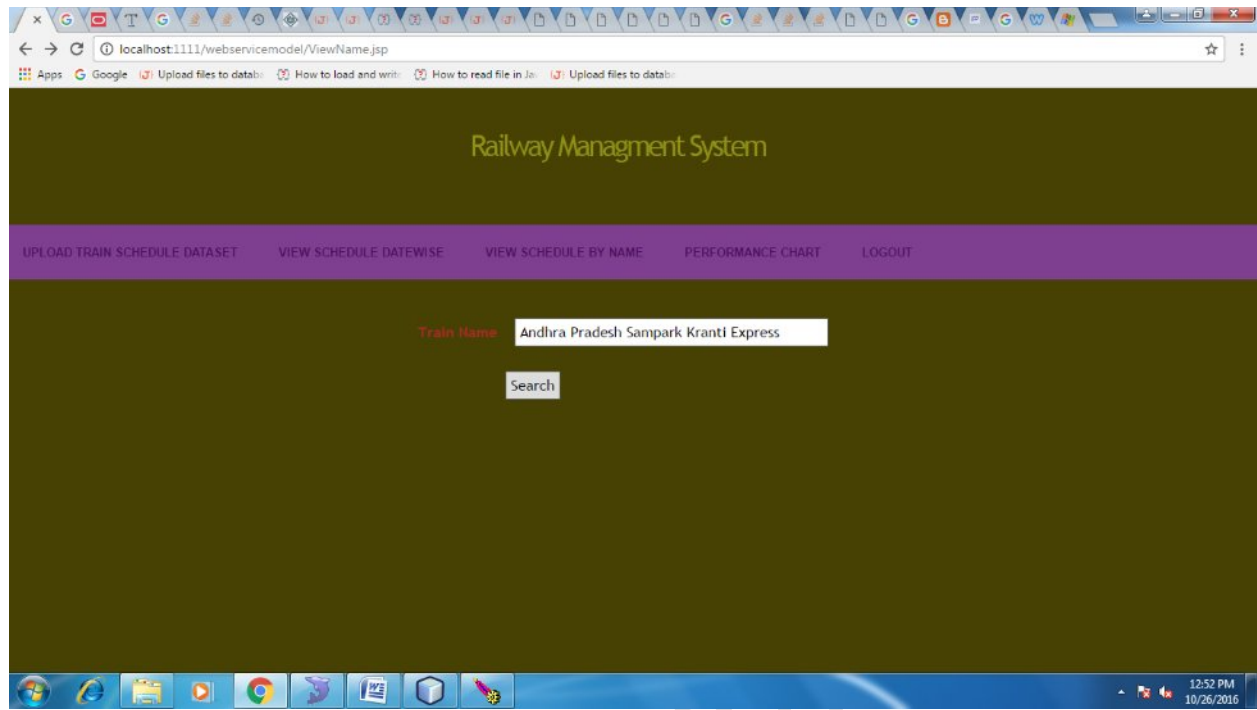 localhost:1111/webservicemodel/ViewName.jsp
Apps Google Upload files to datab How to load and write How to read file in Ja Upload files to datab
Railway Managment System
UPLOAD TRAIN SCHEDULE DATASET VIEW SCHEDULE DATEWISE VIEW SCHEDULE BY NAME PERFORMANCE CHART LOGOUT
Train Name Andhra Pradesh Sampark Kranti Express
Search
12:52 PM
10/26/2016